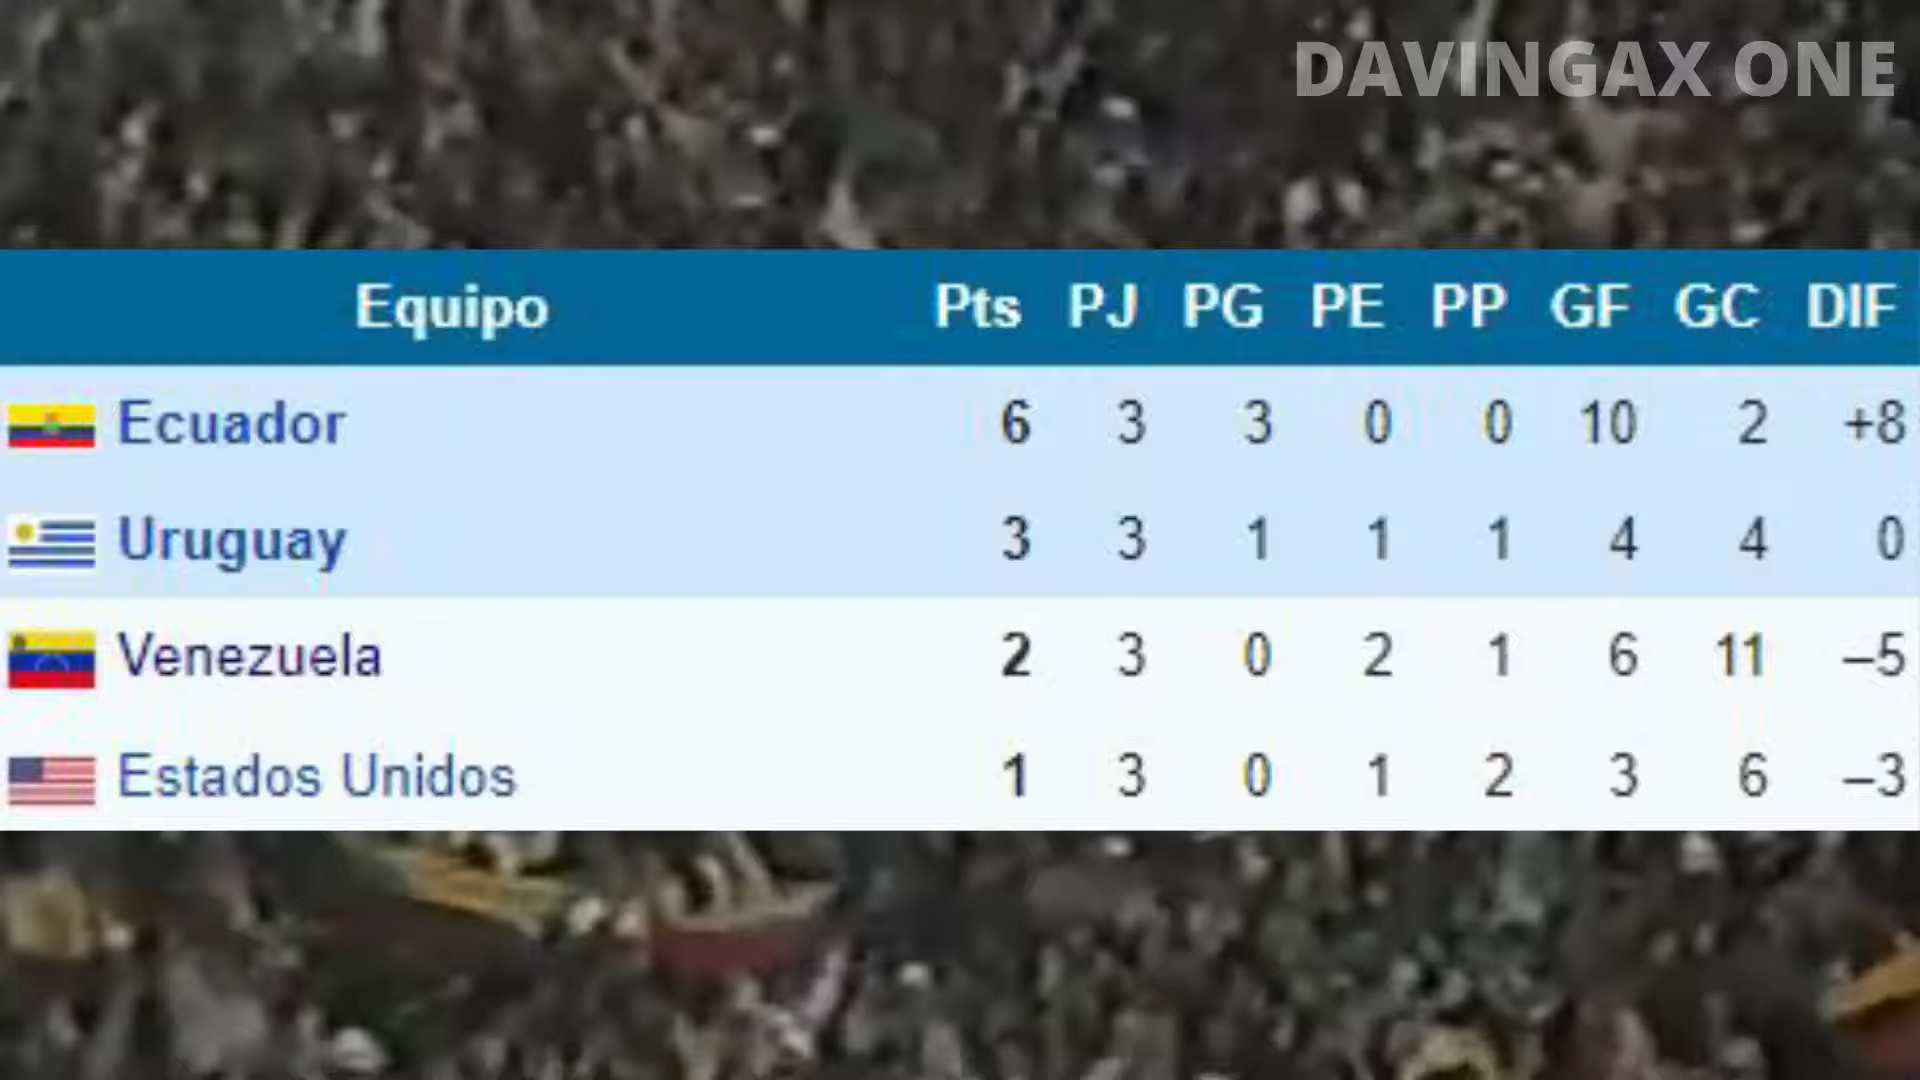 DAVINGAX ONE
Equipo Pts PJ PG PE PP GF GC DIF
Ecuador 6 3 3 0 0 10 2 +8
Uruguay 3 3 1 1 1 4 4 0
Venezuela 2 3 0 2 1 6 11 –5
Estados Unidos 1 3 0 1 2 3 6 –3